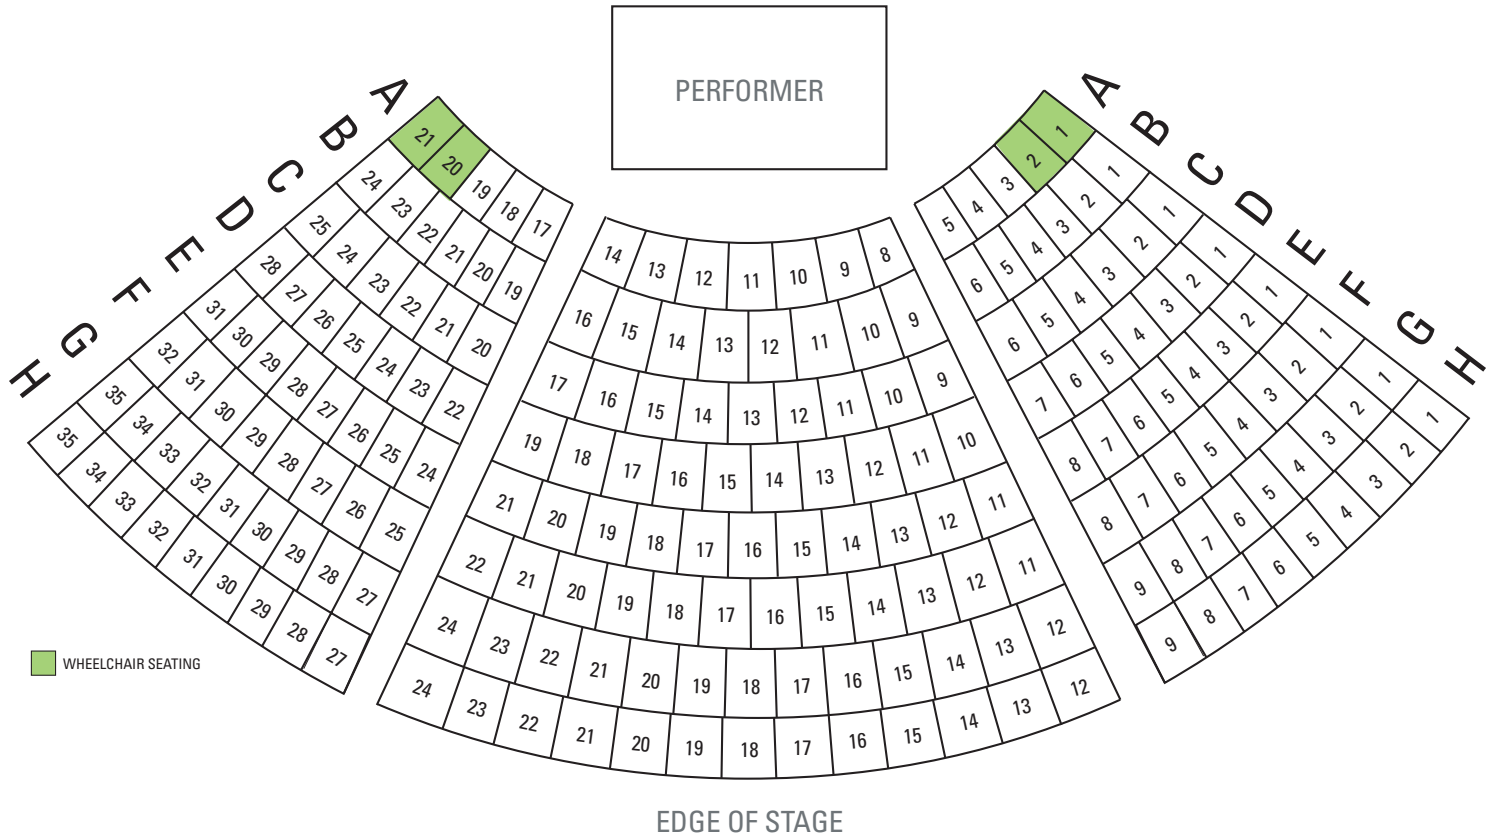 PERFORMER
A
B
C
D
E
F
G
H
21 20 19 18 17
24 23 22 21 20 19
25 24 23 22 21 20
28 27 26 25 24 23 22
31 30 29 28 27 26 25 24
32 31 30 29 28 27 26 25
35 34 33 32 31 30 29 28 27
35 34 33 32 31 30 29 28 27
14 13 12 11 10 9 8
16 15 14 13 12 11 10 9
17 16 15 14 13 12 11 10 9
19 18 17 16 15 14 13 12 11 10
21 20 19 18 17 16 15 14 13 12 11
22 21 20 19 18 17 16 15 14 13 12 11
24 23 22 21 20 19 18 17 16 15 14 13 12
24 23 22 21 20 19 18 17 16 15 14 13 12
A
B
C
D
E
F
G
H
5 4 3 2 1
6 5 4 3 2 1
6 5 4 3 2 1
7 6 5 4 3 2 1
8 7 6 5 4 3 2 1
8 7 6 5 4 3 2 1
9 8 7 6 5 4 3 2 1
9 8 7 6 5 4 3 2 1
WHEELCHAIR SEATING
EDGE OF STAGE